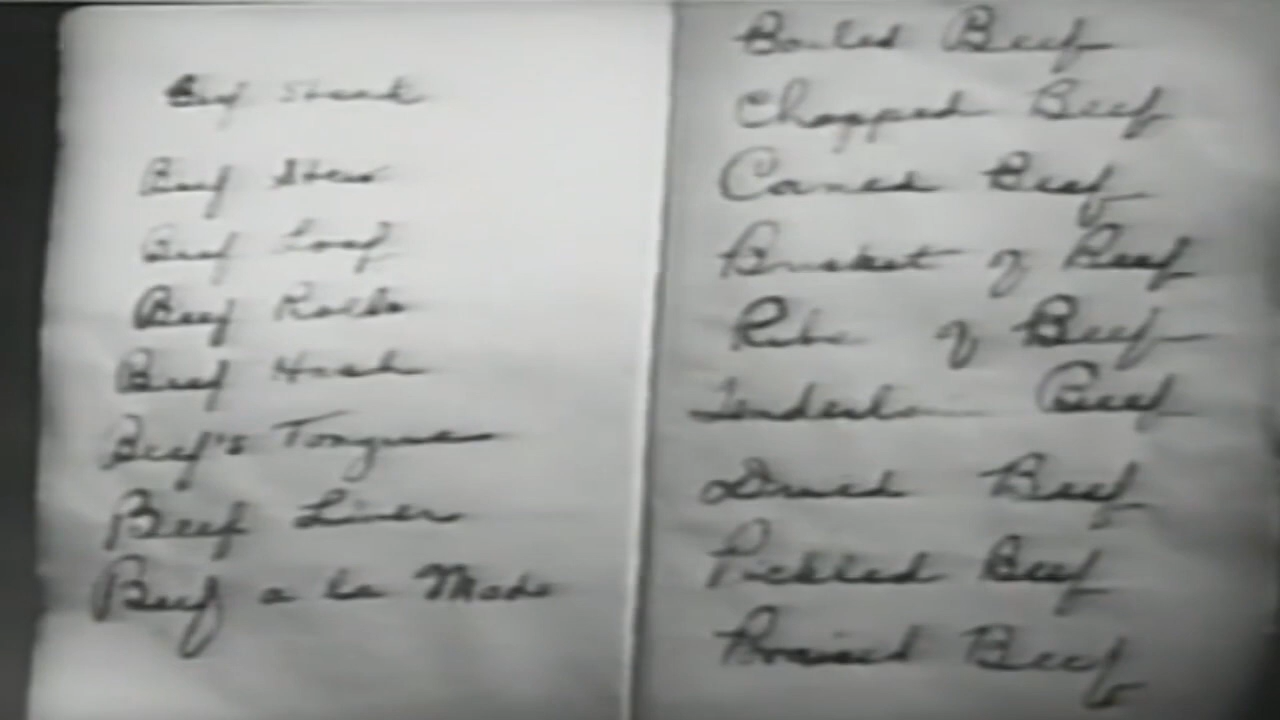 Beef Steak
Beef Stew
Beef Loaf
Beef Rolls
Beef Hash
Beef's Tongue
Beef Liver
Beef a la Mode
Boiled Beef
Chopped Beef
Canned Beef
Brisket of Beef
Ribs of Beef
Tenderloin Beef
Dried Beef
Pickled Beef
Braised Beef